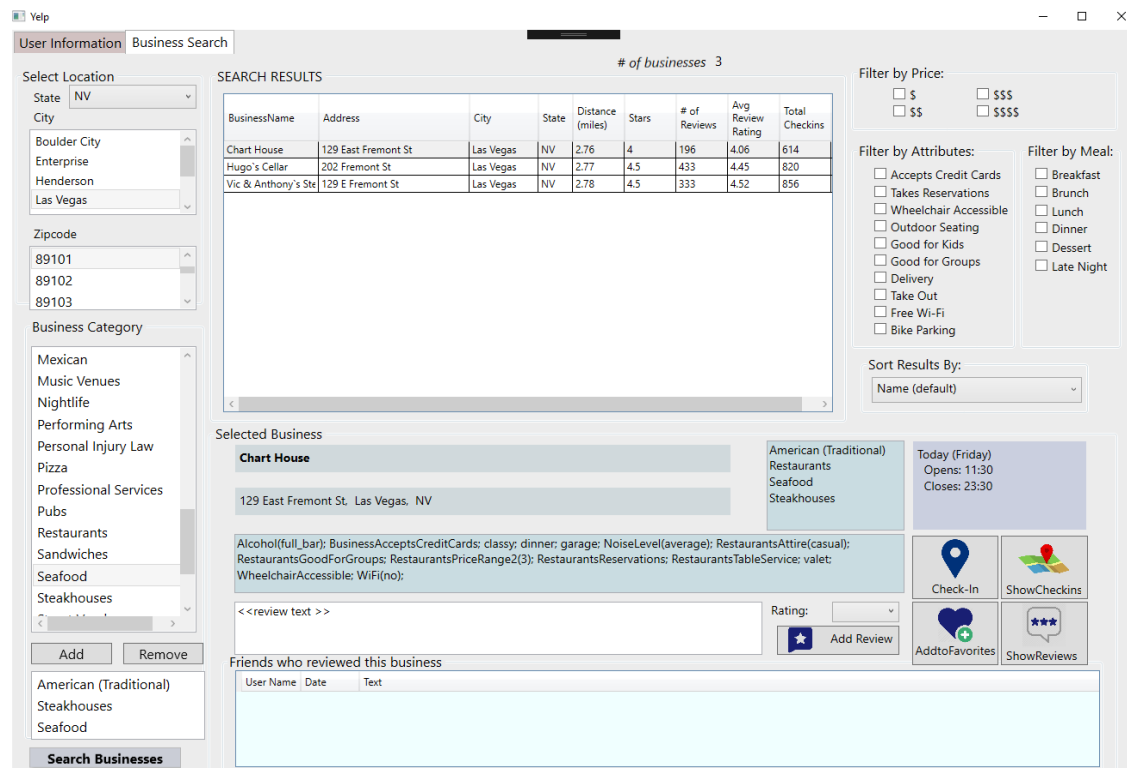 Yelp
User Information Business Search
# of businesses 3
Select Location
State NV
City
Boulder City
Enterprise
Henderson
Las Vegas
Zipcode
89101
89102
89103
Business Category
Mexican
Music Venues
Nightlife
Performing Arts
Personal Injury Law
Pizza
Professional Services
Pubs
Restaurants
Sandwiches
Seafood
Steakhouses
Add Remove
American (Traditional)
Steakhouses
Seafood
Search Businesses
SEARCH RESULTS
BusinessName Address City State Distance (miles) Stars # of Reviews Avg Review Rating Total Checkins
Chart House 129 East Fremont St Las Vegas NV 2.76 4 196 4.06 614
Hugo`s Cellar 202 Fremont St Las Vegas NV 2.77 4.5 433 4.45 820
Vic & Anthony`s Ste 129 E Fremont St Las Vegas NV 2.78 4.5 333 4.52 856
Filter by Price:
$ $$$
$$ $$$$
Filter by Attributes:
Accepts Credit Cards
Takes Reservations
Wheelchair Accessible
Outdoor Seating
Good for Kids
Good for Groups
Delivery
Take Out
Free Wi-Fi
Bike Parking
Filter by Meal:
Breakfast
Brunch
Lunch
Dinner
Dessert
Late Night
Sort Results By:
Name (default)
Selected Business
Chart House
129 East Fremont St, Las Vegas, NV
American (Traditional)
Restaurants
Seafood
Steakhouses
Today (Friday)
Opens: 11:30
Closes: 23:30
Alcohol(full_bar); BusinessAcceptsCreditCards; classy; dinner; garage; NoiseLevel(average); RestaurantsAttire(casual);
RestaurantsGoodForGroups; RestaurantsPriceRange2(3); RestaurantsReservations; RestaurantsTableService; valet;
WheelchairAccessible; WiFi(no);
Check-In ShowCheckins
<<review text >>
Rating:
Add Review
AddtoFavorites ShowReviews
Friends who reviewed this business
User Name Date Text